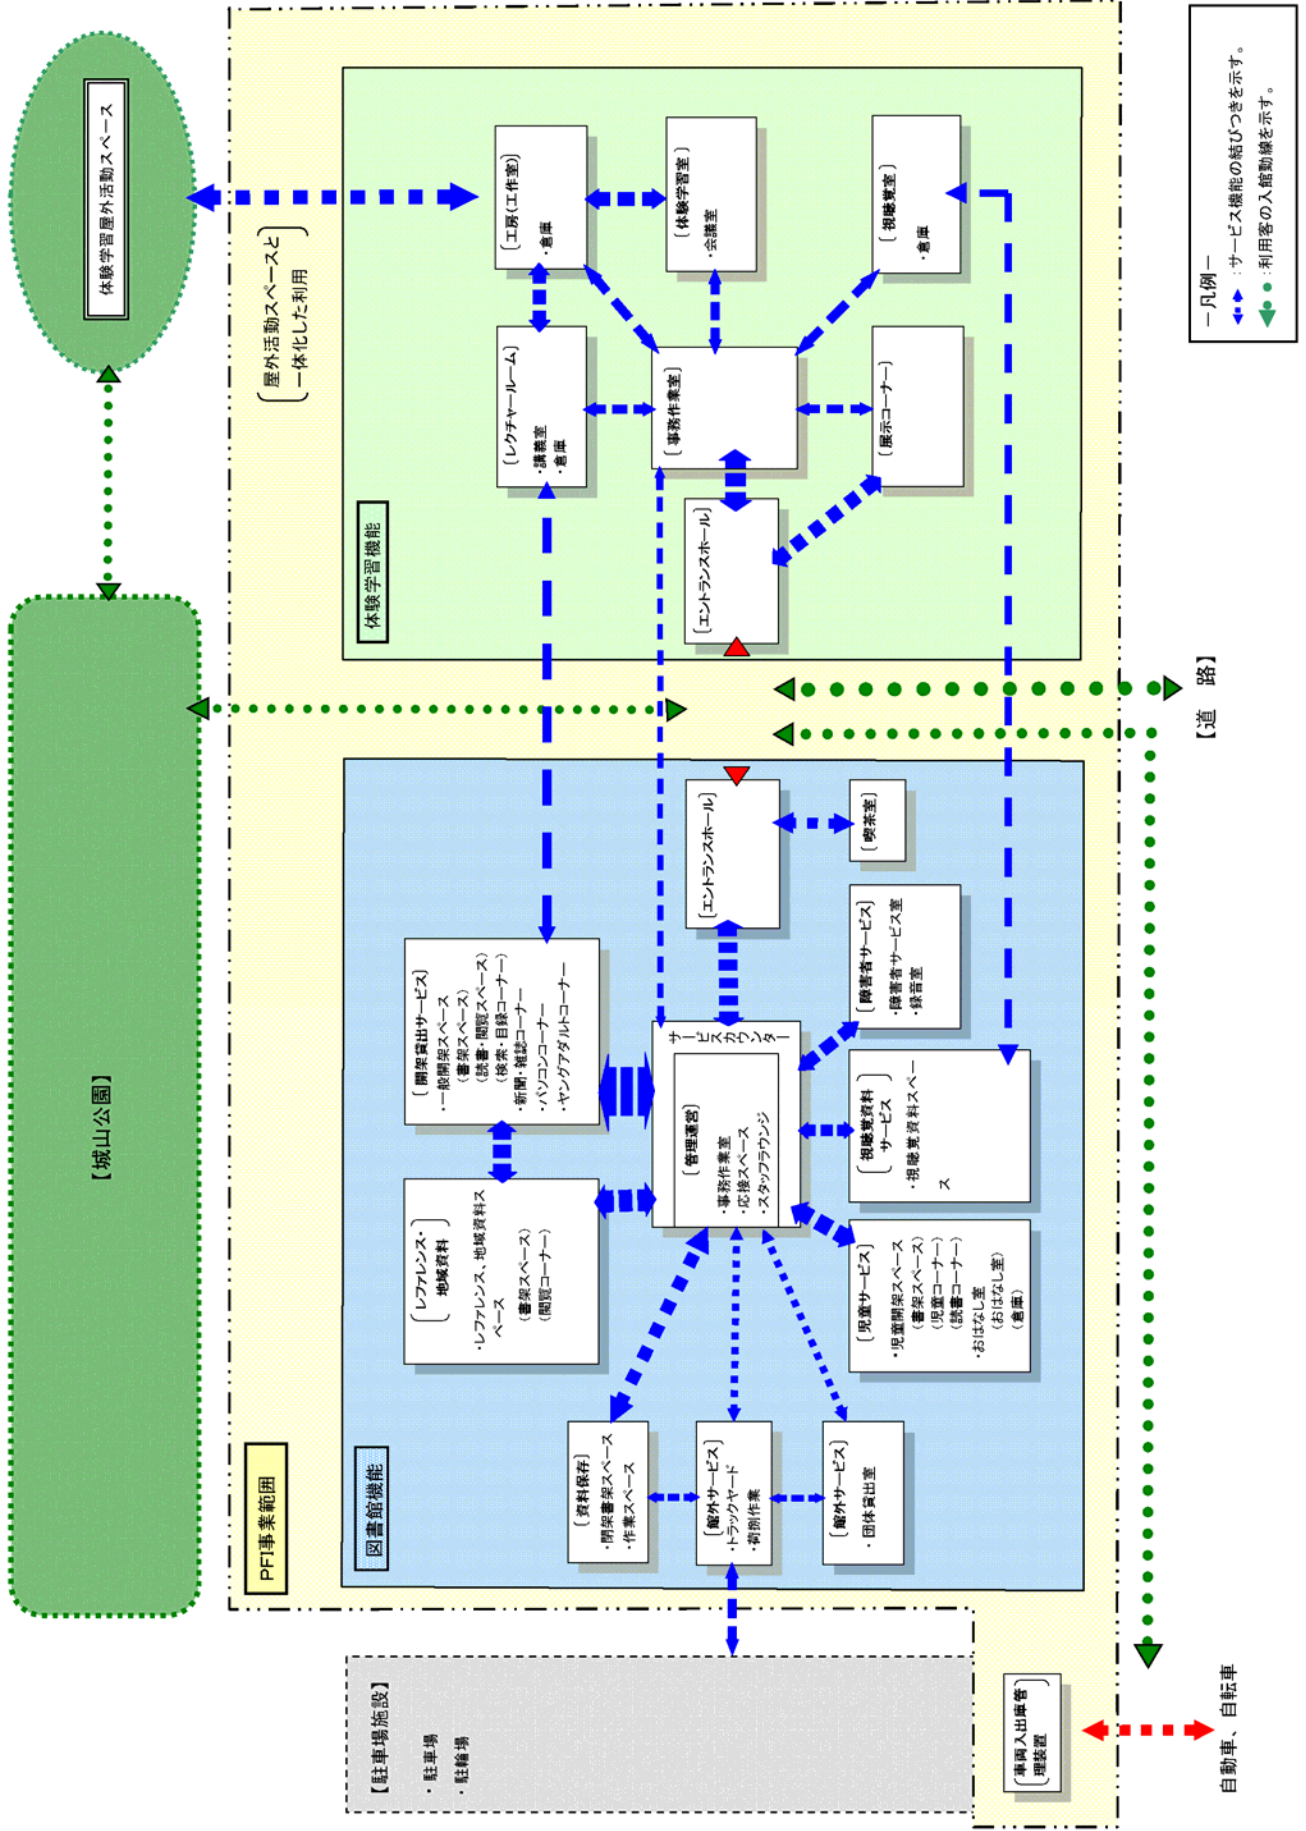 【城山公園】
体験学習屋外活動スペース
PFI事業範囲
屋外活動スペースと
一体化した利用
【駐車場施設】
・駐車場
・駐輪場
図書館機能
〔資料保存〕
・閉架書架スペース
・作業スペース
〔館外サービス〕
・トラックヤード
・荷捌作業
〔館外サービス〕
・団体貸出室
レファレンス・
地域資料
・レファレンス、地域資料ス
ペース
（書架スペース）
（閲覧コーナー）
〔開架貸出サービス〕
・一般開架スペース
（書架スペース）
（読書・閲覧スペース）
（検索・目録コーナー）
・新聞・雑誌コーナー
・パソコンコーナー
・ヤングアダルトコーナー
〔管理運営〕
・事務作業室
・応接スペース
・スタッフラウンジ
サービスカウンター
〔児童サービス〕
・児童開架スペース
（書架スペース）
（児童コーナー）
（読書コーナー）
・おはなし室
（おはなし室）
（倉庫）
視聴覚資料
サービス
・視聴覚資料スペー
ス
〔障害者サービス〕
・障害者サービス室
・録音室
〔エントランスホール〕
〔喫茶室〕
体験学習機能
〔エントランスホール〕
〔レクチャールーム〕
・講義室
・倉庫
〔工房（工作室）〕
・倉庫
〔事務作業室〕
〔体験学習室〕
・会議室
〔展示コーナー〕
〔視聴覚室〕
・倉庫
車両入出庫管
理装置
自動車、自転車
【道　路】
－凡例－
：サービス機能の結びつきを示す。
：利用客の入館動線を示す。